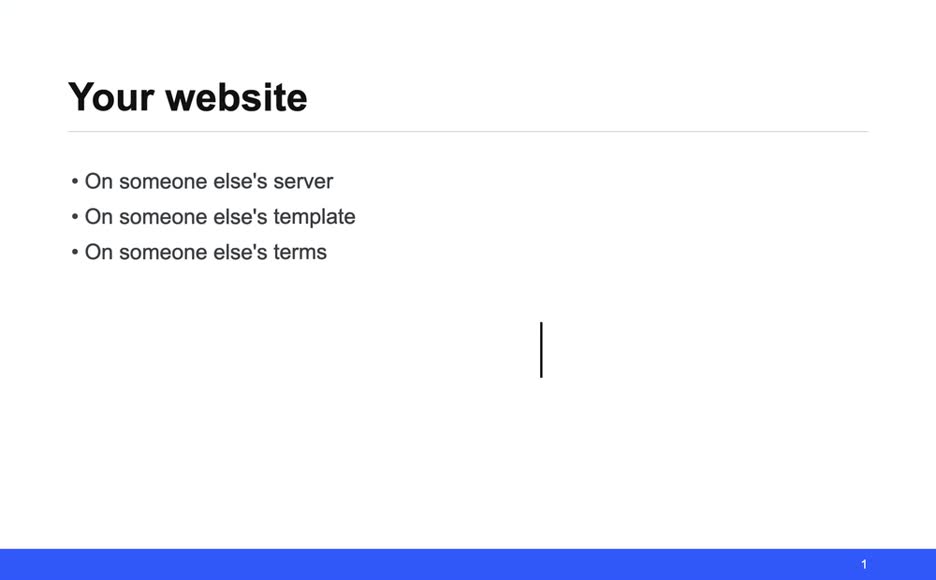 Your website
• On someone else's server
• On someone else's template
• On someone else's terms
1